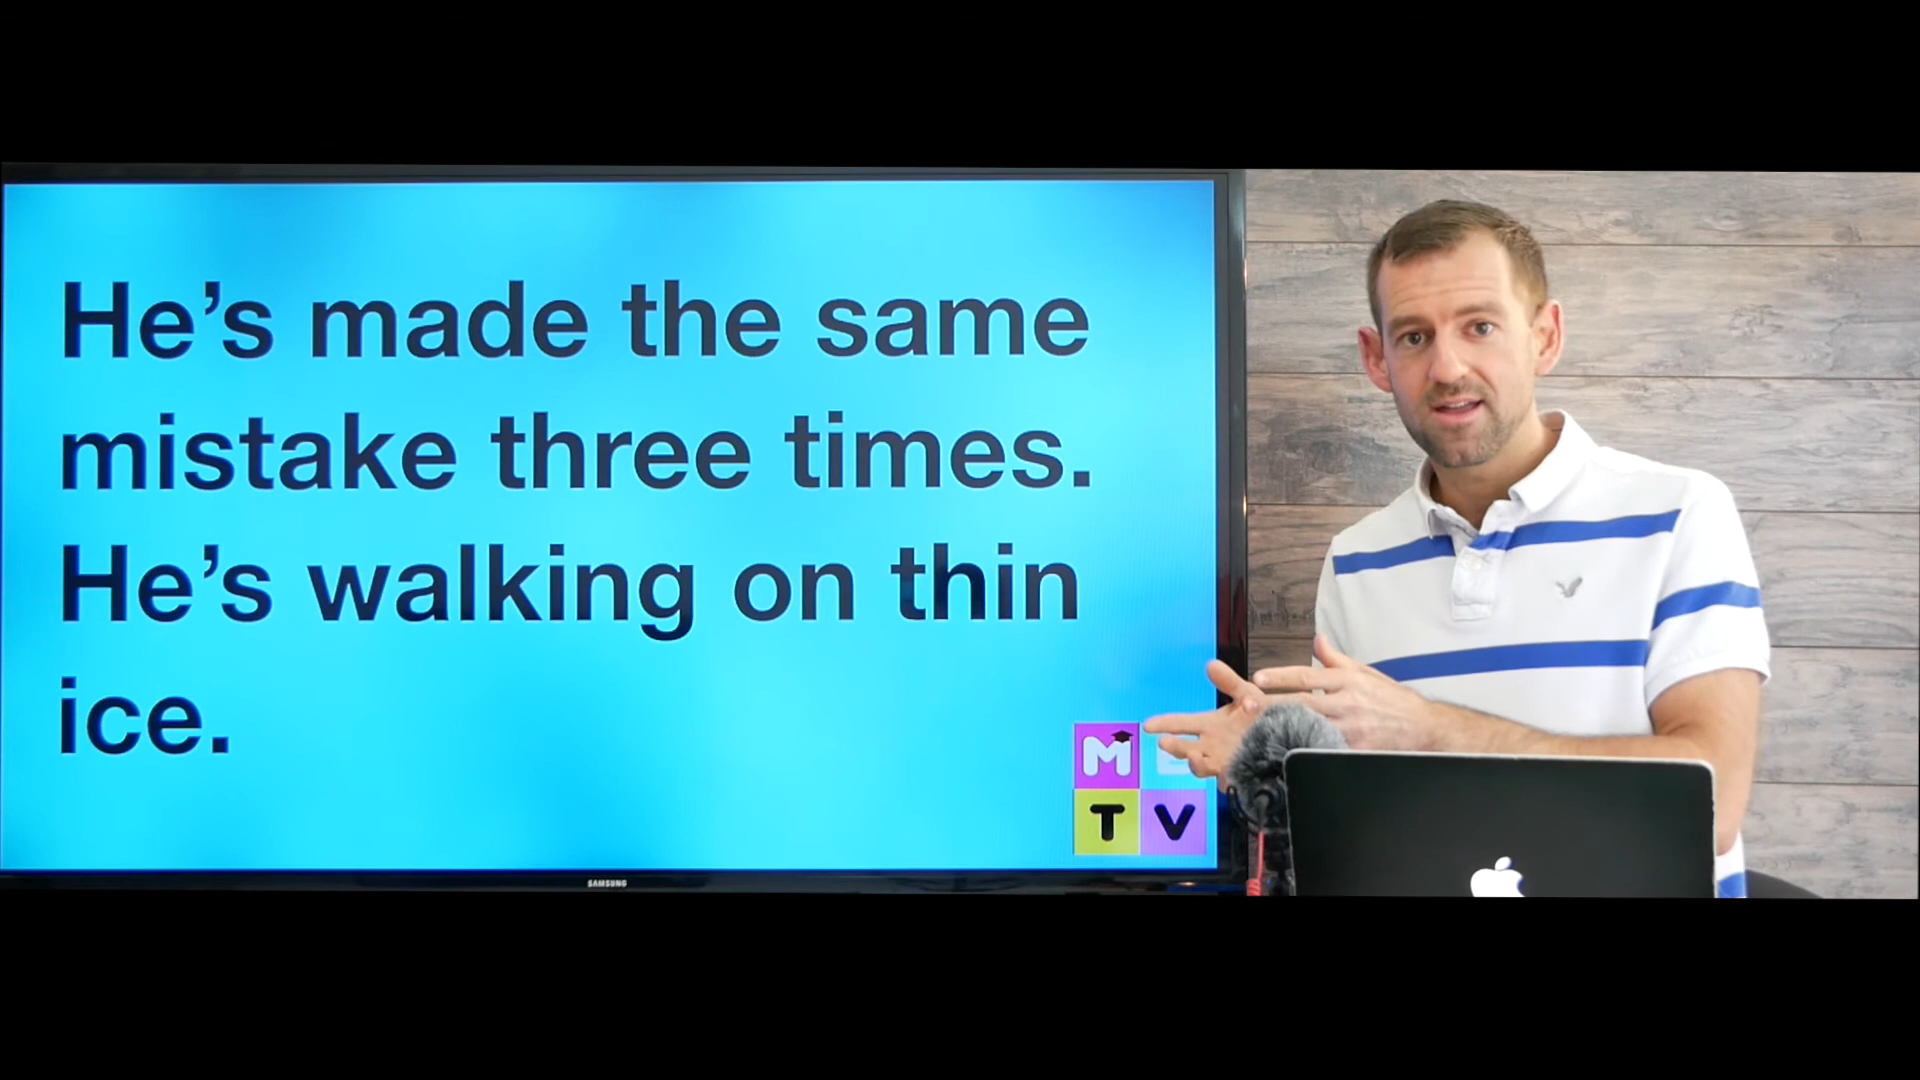 He’s made the same
mistake three times.
He’s walking on thin
ice.
M E
T V
SAMSUNG